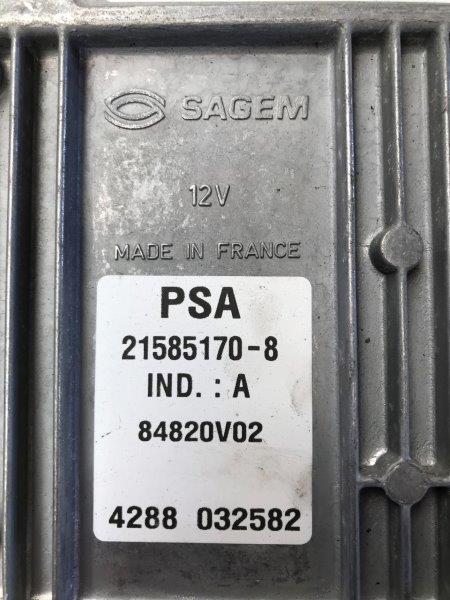 SAGEM
12V
MADE IN FRANCE
PSA
21585170-8
IND. : A
84820V02
4288 032582